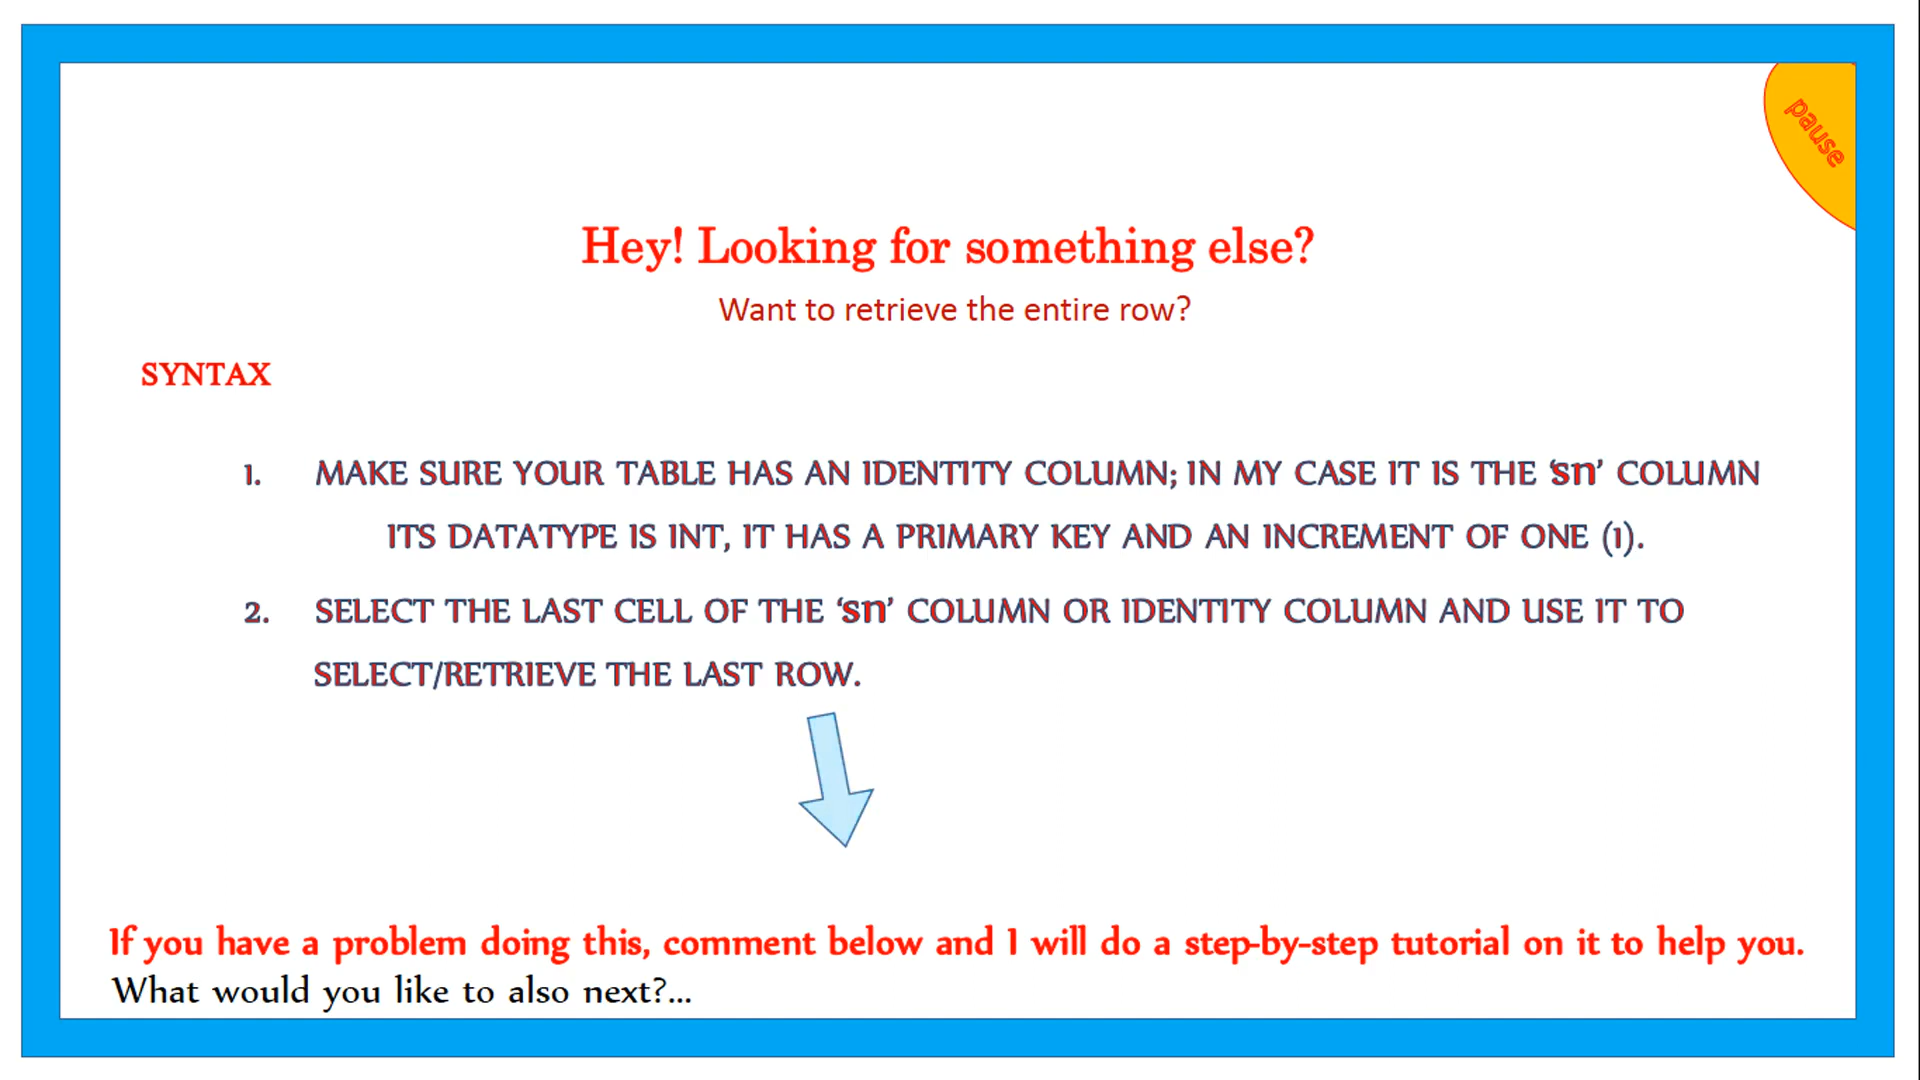 pause
Hey! Looking for something else?
Want to retrieve the entire row?
SYNTAX
1. MAKE SURE YOUR TABLE HAS AN IDENTITY COLUMN; IN MY CASE IT IS THE ‘sn’ COLUMN
ITS DATATYPE IS INT, IT HAS A PRIMARY KEY AND AN INCREMENT OF ONE (1).
2. SELECT THE LAST CELL OF THE ‘sn’ COLUMN OR IDENTITY COLUMN AND USE IT TO
SELECT/RETRIEVE THE LAST ROW.
If you have a problem doing this, comment below and I will do a step-by-step tutorial on it to help you.
What would you like to also next?...